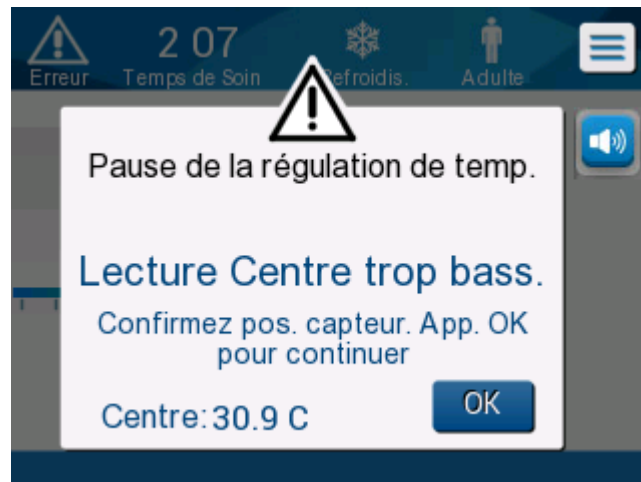 2 07
Erreur Temps de Soin Refroidis. Adulte
Pause de la régulation de temp.
Lecture Centre trop bass.
Confirmez pos. capteur. App. OK
pour continuer
Centre: 30.9 C
OK